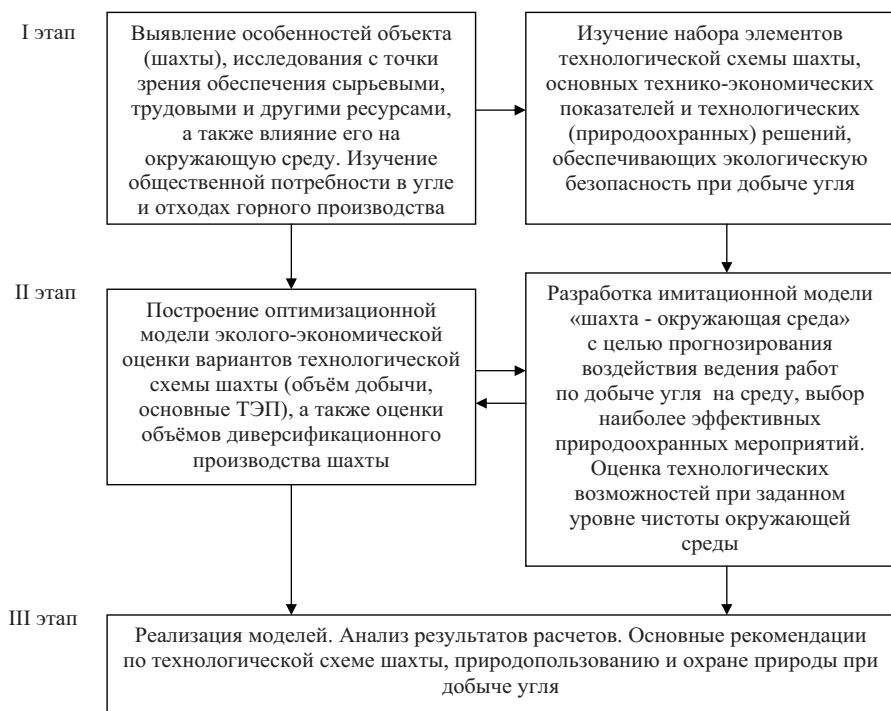 I этап
Выявление особенностей объекта
(шахты), исследования с точки
зрения обеспечения сырьевыми,
трудовыми и другими ресурсами,
а также влияние его на
окружающую среду. Изучение
общественной потребности в угле
и отходах горного производства
Изучение набора элементов
технологической схемы шахты,
основных технико-экономических
показателей и технологических
(природоохранных) решений,
обеспечивающих экологическую
безопасность при добыче угля
II этап
Построение оптимизационной
модели эколого-экономической
оценки вариантов технологической
схемы шахты (объём добычи,
основные ТЭП), а также оценки
объёмов диверсификационного
производства шахты
Разработка имитационной модели
«шахта - окружающая среда»
с целью прогнозирования
воздействия ведения работ
по добыче угля на среду, выбор
наиболее эффективных
природоохранных мероприятий.
Оценка технологических
возможностей при заданном
уровне чистоты окружающей
среды
III этап
Реализация моделей. Анализ результатов расчетов. Основные рекомендации
по технологической схеме шахты, природопользованию и охране природы при
добыче угля